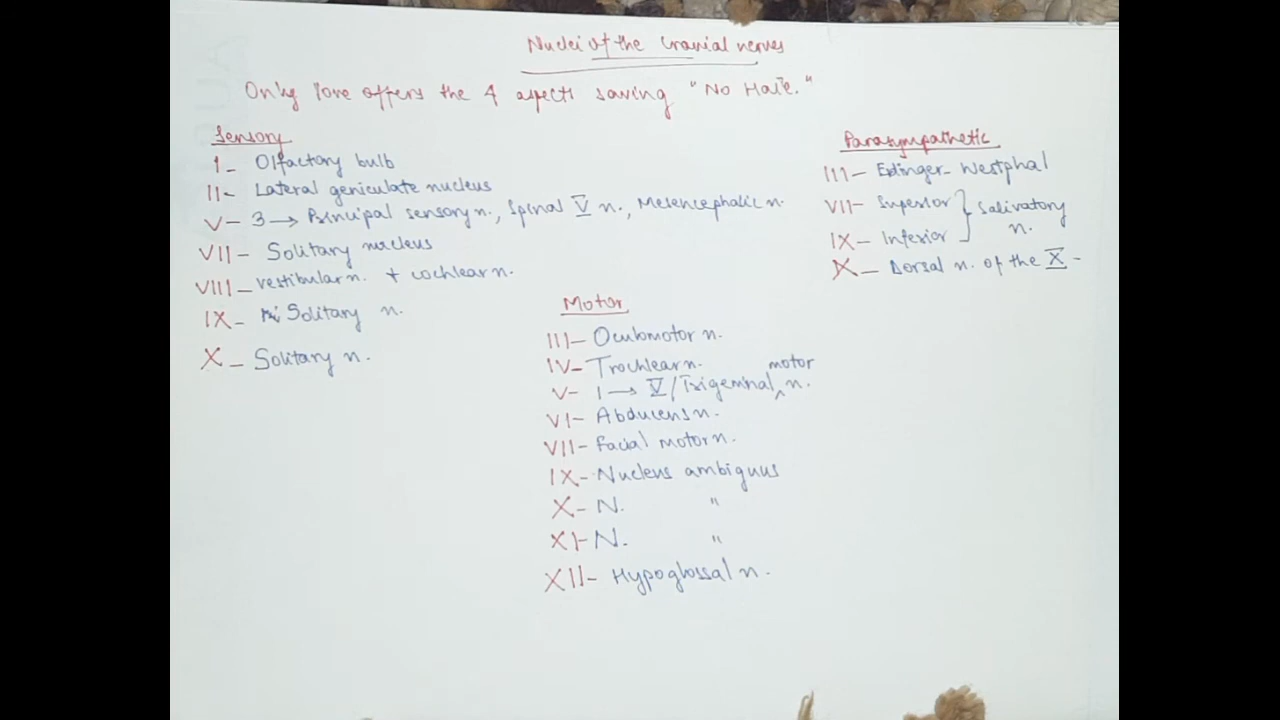 Nuclei of the cranial nerves
Only love offers the 4 aspects saving "No Hate."
Sensory
I- Olfactory bulb
II- Lateral geniculate nucleus
V- 3 → Principal sensory n., Spinal V n., Mesencephalic n.
VII- Solitary nucleus
VIII- vestibular n. + cochlear n.
IX- Solitary n.
X- Solitary n.
Parasympathetic
III- Edinger-Westphal
VII- Superior } Salivatory
IX- Inferior } n.
X- Dorsal n. of the X-
Motor
III- Oculomotor n.
IV- Trochlear n.
V- 1 → V/Trigeminal motor n.
VI- Abducens n.
VII- Facial motor n.
IX- Nucleus ambiguus
X- N. "
XI- N. "
XII- Hypoglossal n.